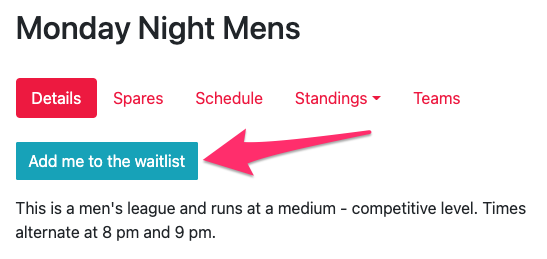 Monday Night Mens
Details Spares Schedule Standings Teams
Add me to the waitlist
This is a men's league and runs at a medium - competitive level. Times
alternate at 8 pm and 9 pm.